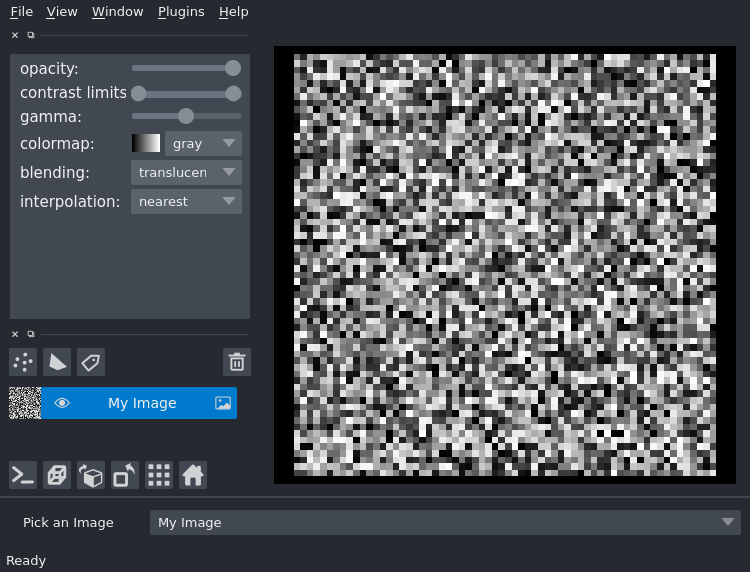 File View Window Plugins Help
opacity:
contrast limits
gamma:
colormap: gray
blending: translucen
interpolation: nearest
My Image
Pick an Image My Image
Ready